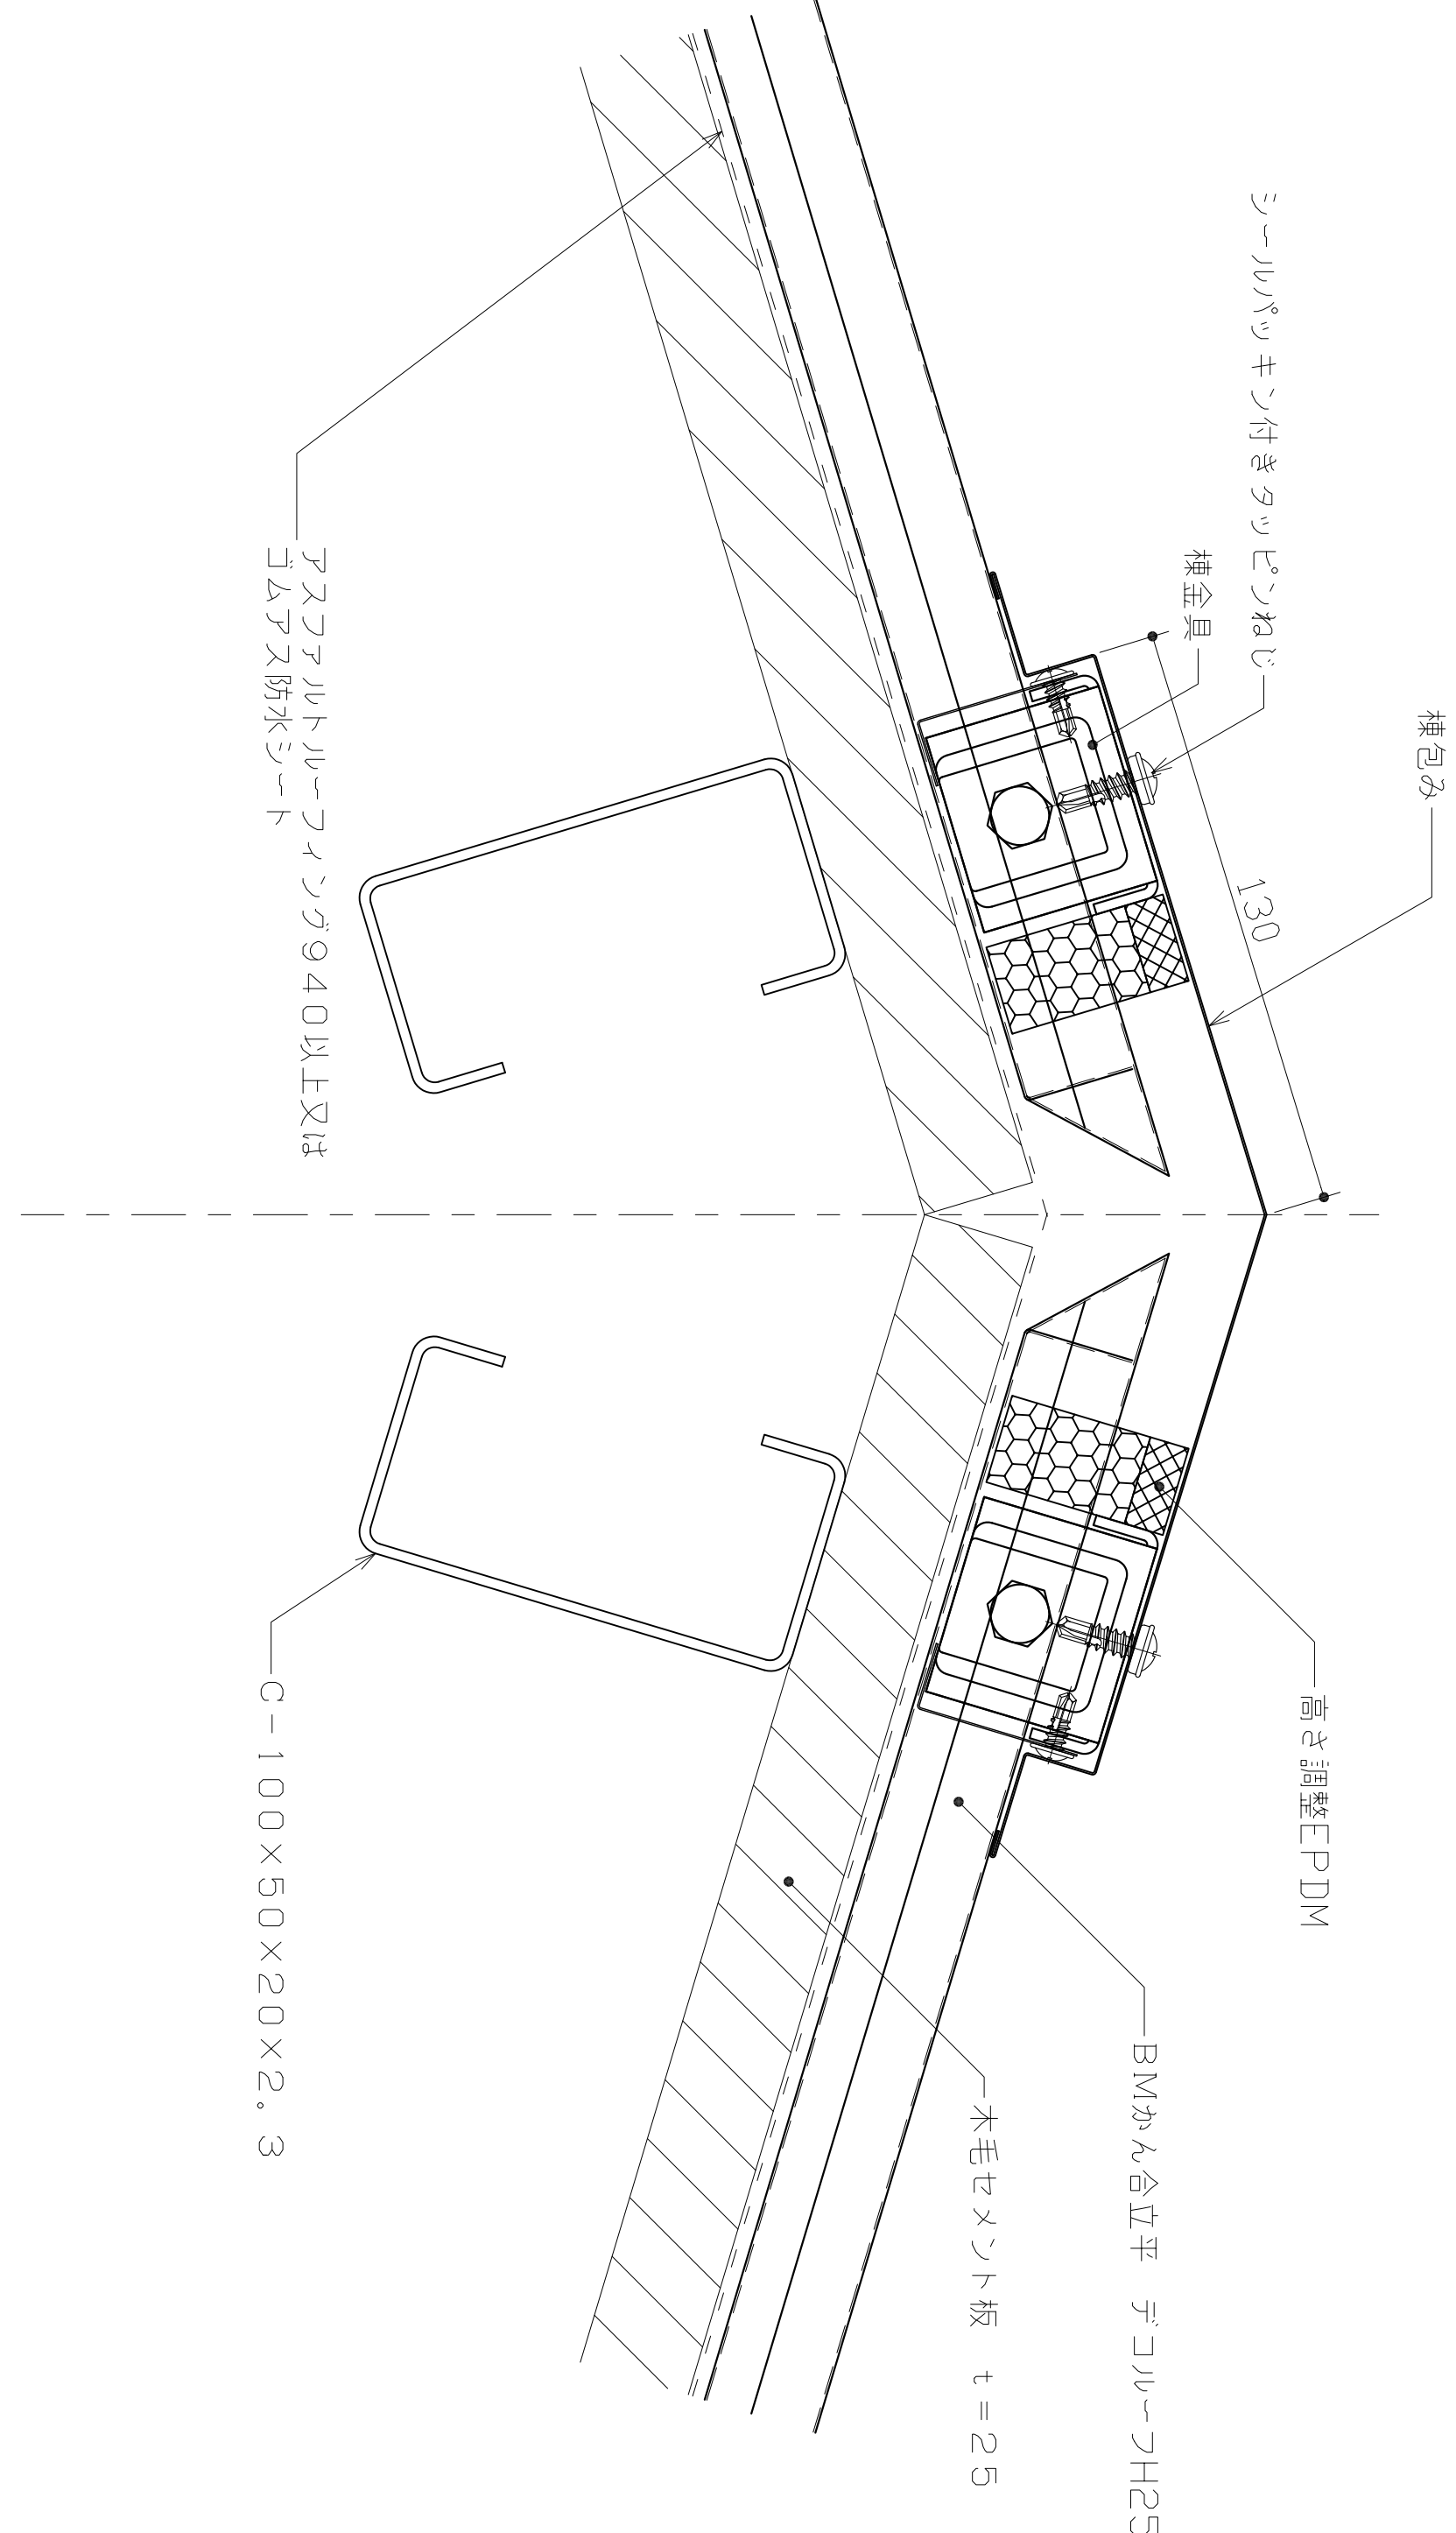 棟包み
シールパッキン付きタッピンねじ
棟金具
130
高さ調整EPDM
BMかん合立平　デコルーフH25
木毛セメント板　t=25
アスファルトルーフィング940以上又は
ゴムアス防水シート
C-100×50×20×2.3